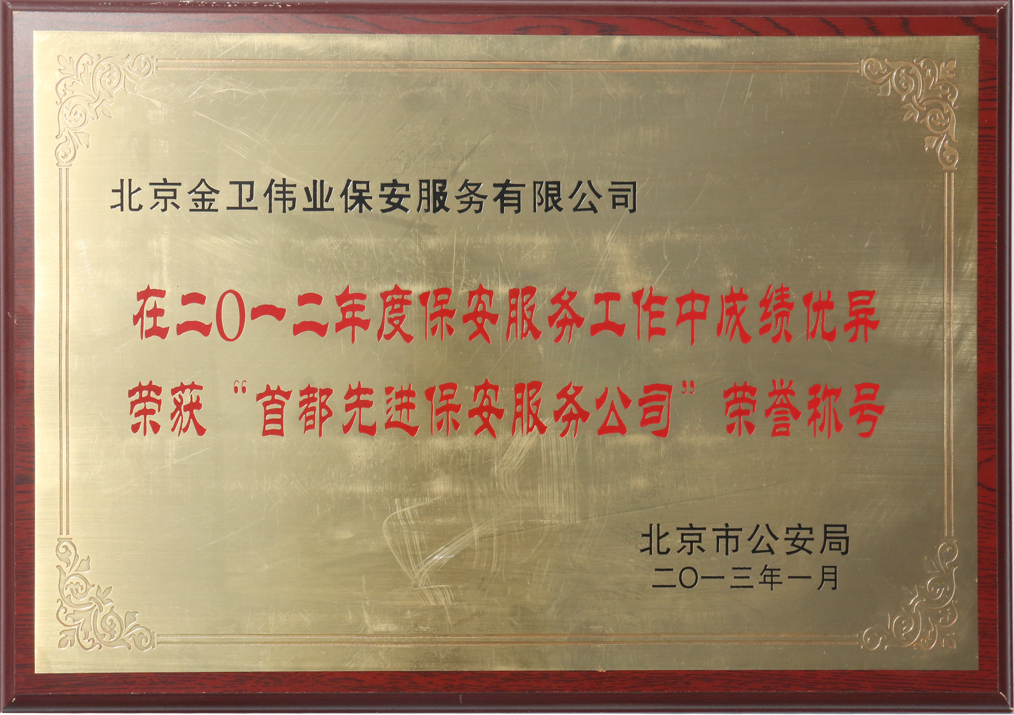 北京金卫伟业保安服务有限公司
在二〇一二年度保安服务工作中成绩优异
荣获“首都先进保安服务公司”荣誉称号
北京市公安局
二〇一三年一月